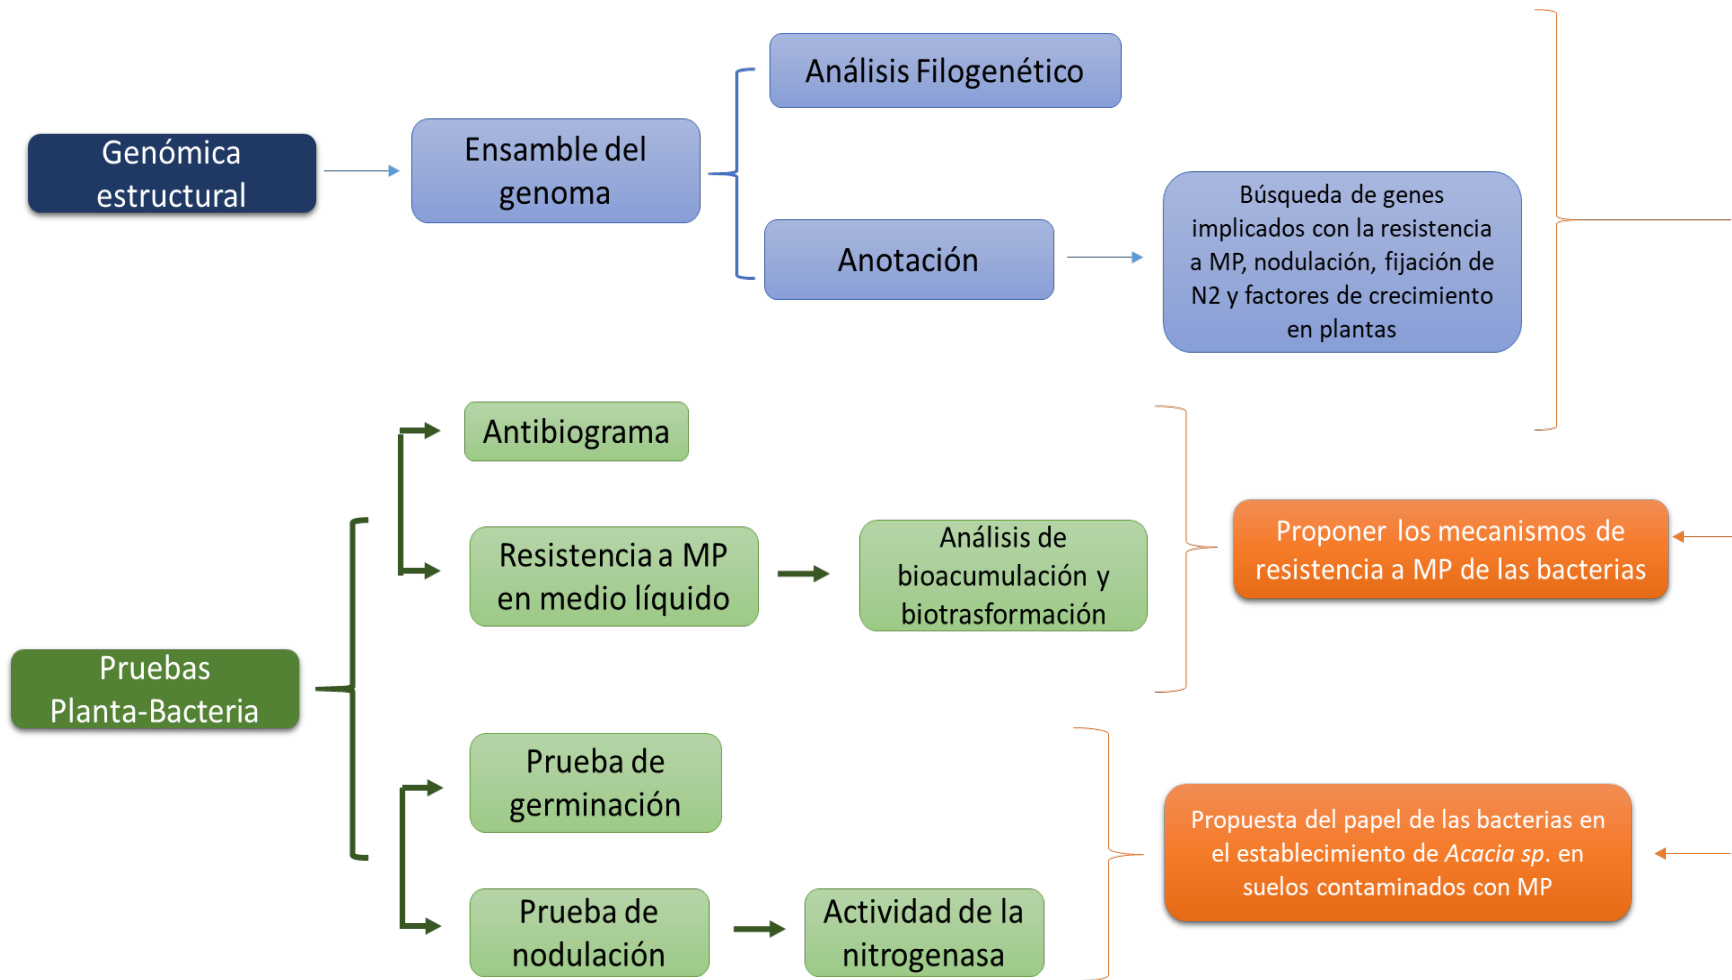 Genómica
estructural
Ensamble del
genoma
Análisis Filogenético
Anotación
Búsqueda de genes
implicados con la resistencia
a MP, nodulación, fijación de
N2 y factores de crecimiento
en plantas
Pruebas
Planta-Bacteria
Antibiograma
Resistencia a MP
en medio líquido
Análisis de
bioacumulación y
biotrasformación
Proponer los mecanismos de
resistencia a MP de las bacterias
Prueba de
germinación
Prueba de
nodulación
Actividad de la
nitrogenasa
Propuesta del papel de las bacterias en
el establecimiento de Acacia sp. en
suelos contaminados con MP